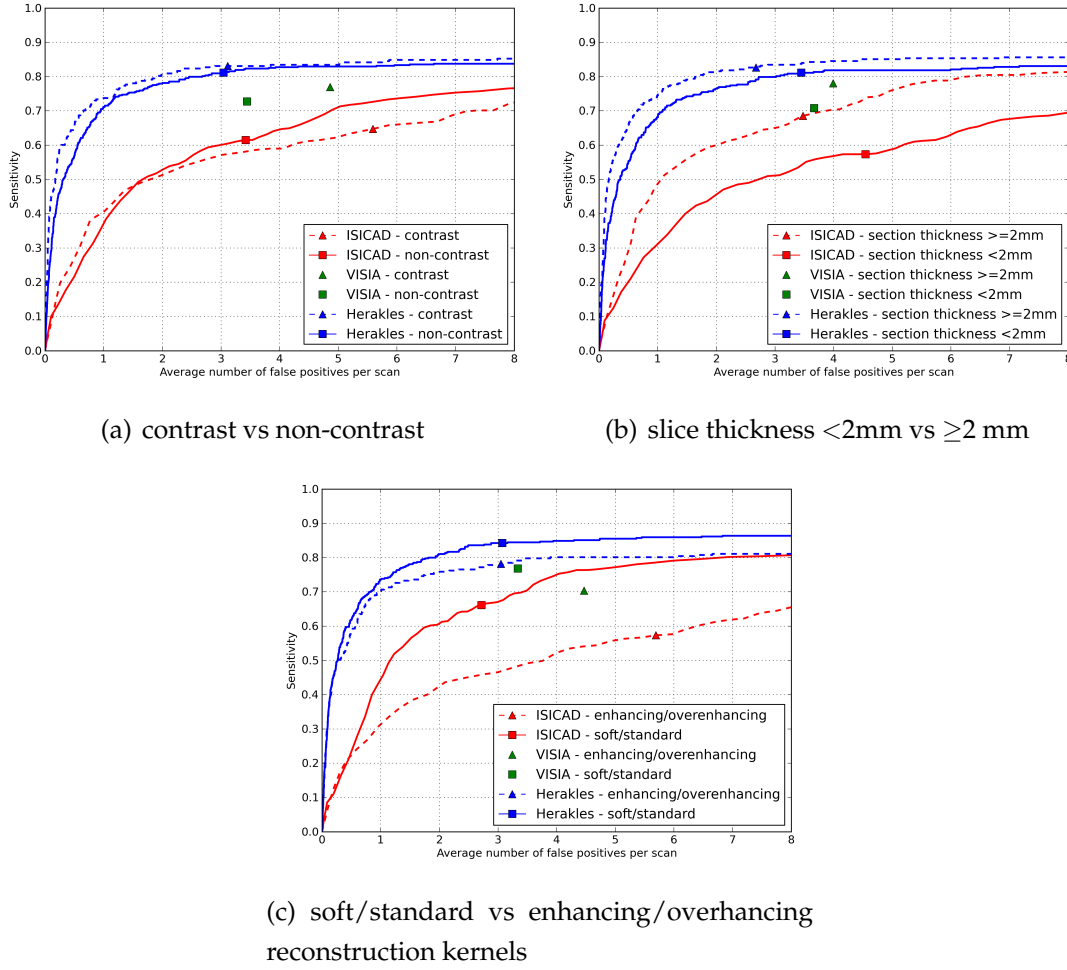 1.0
0.9
0.8
0.7
0.6
0.5
0.4
0.3
0.2
0.1
0.0
Sensitivity
0 1 2 3 4 5 6 7 8
Average number of false positives per scan
ISICAD - contrast
ISICAD - non-contrast
VISIA - contrast
VISIA - non-contrast
Herakles - contrast
Herakles - non-contrast
(a) contrast vs non-contrast
1.0
0.9
0.8
0.7
0.6
0.5
0.4
0.3
0.2
0.1
0.0
Sensitivity
0 1 2 3 4 5 6 7 8
Average number of false positives per scan
ISICAD - section thickness >=2mm
ISICAD - section thickness <2mm
VISIA - section thickness >=2mm
VISIA - section thickness <2mm
Herakles - section thickness >=2mm
Herakles - section thickness <2mm
(b) slice thickness <2mm vs ≥2 mm
1.0
0.9
0.8
0.7
0.6
0.5
0.4
0.3
0.2
0.1
0.0
Sensitivity
0 1 2 3 4 5 6 7 8
Average number of false positives per scan
ISICAD - enhancing/overenhancing
ISICAD - soft/standard
VISIA - enhancing/overenhancing
VISIA - soft/standard
Herakles - enhancing/overenhancing
Herakles - soft/standard
(c) soft/standard vs enhancing/overhancing
reconstruction kernels